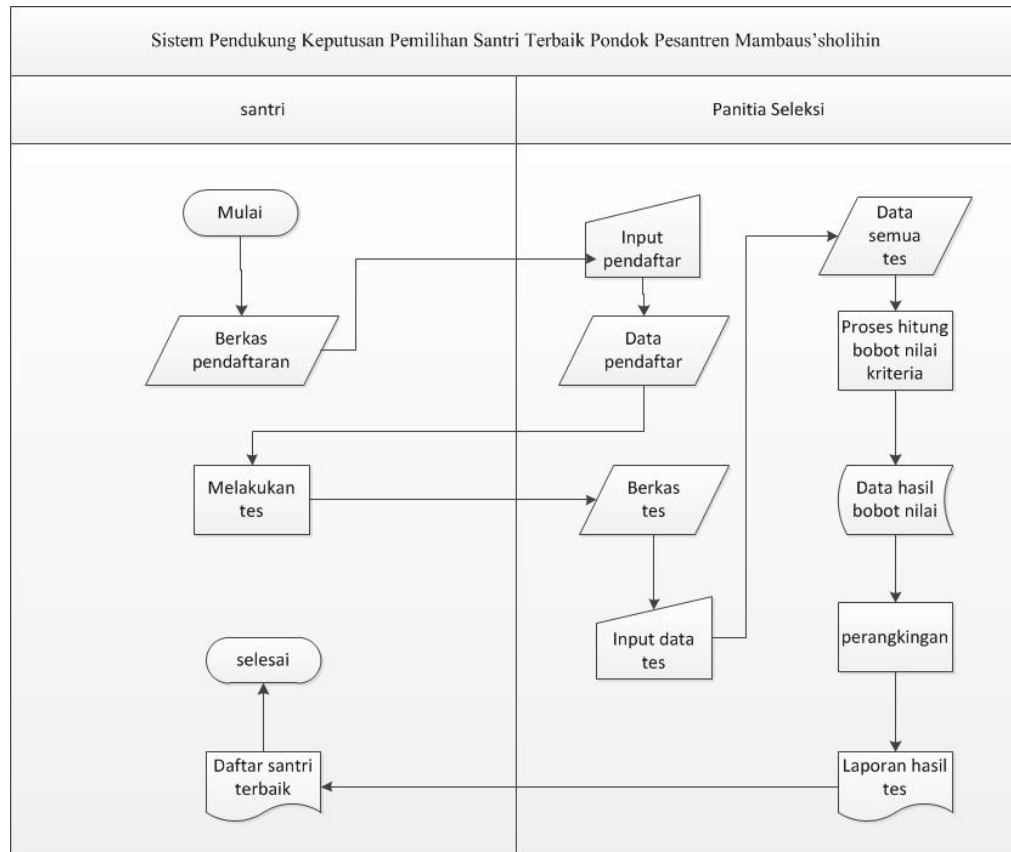 Sistem Pendukung Keputusan Pemilihan Santri Terbaik Pondok Pesantren Mambaus’sholihin
santri
Panitia Seleksi
Mulai
Berkas
pendaftaran
Input
pendaftar
Data
pendaftar
Melakukan
tes
Berkas
tes
Input data
tes
Data
semua
tes
Proses hitung
bobot nilai
kriteria
Data hasil
bobot nilai
perangkingan
Laporan hasil
tes
Daftar santri
terbaik
selesai